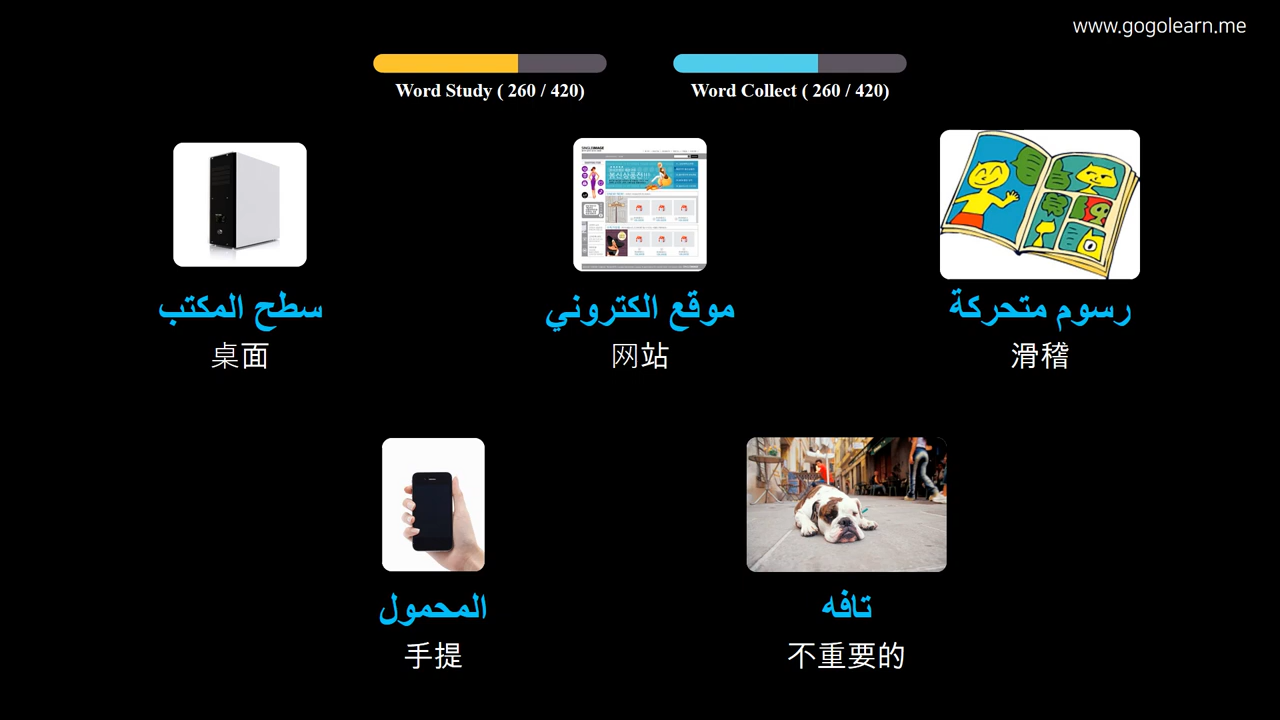 www.gogolearn.me
Word Study ( 260 / 420)
Word Collect ( 260 / 420)
سطح المكتب
桌面
موقع الكتروني
网站
رسوم متحركة
滑稽
المحمول
手提
تافه
不重要的